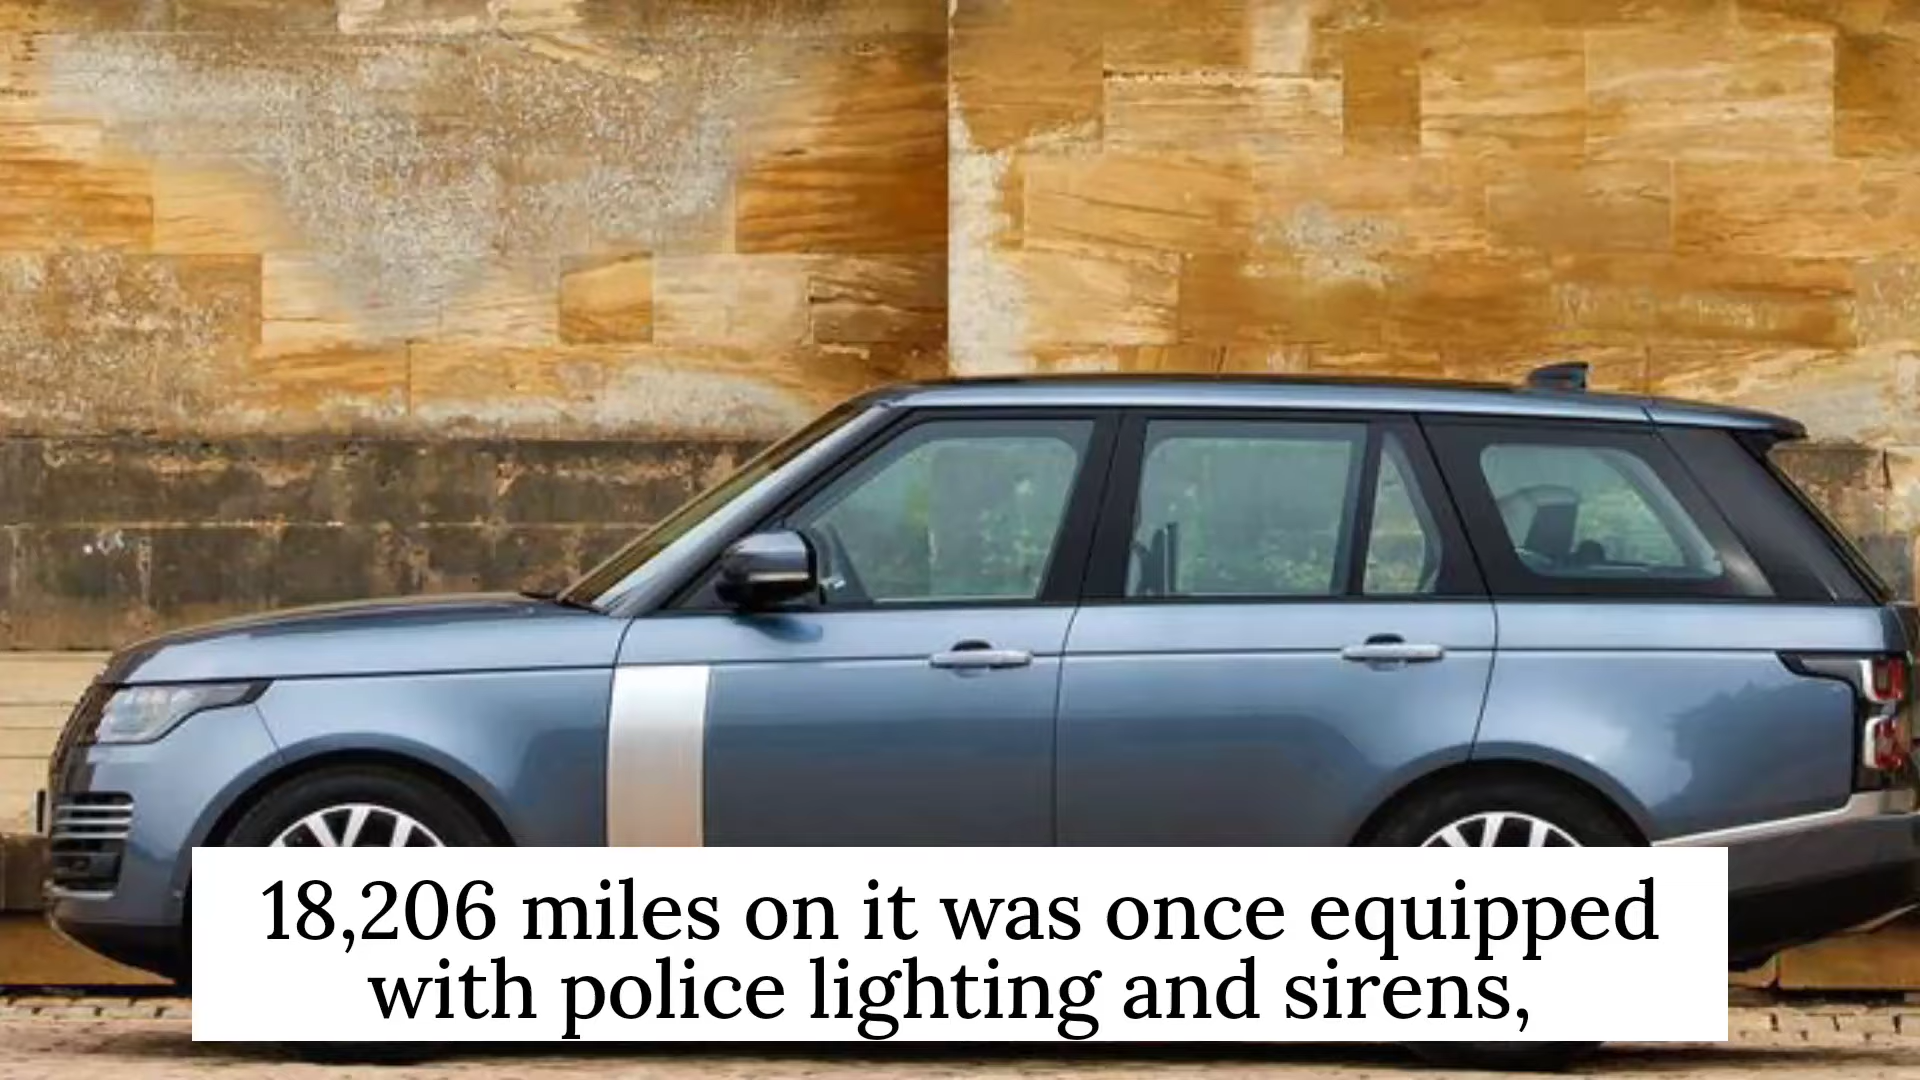 18,206 miles on it was once equipped
with police lighting and sirens,